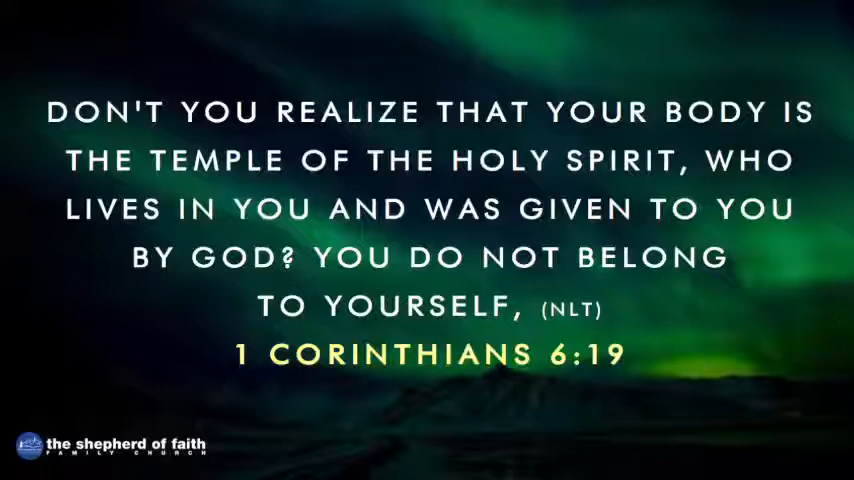 DON'T YOU REALIZE THAT YOUR BODY IS
THE TEMPLE OF THE HOLY SPIRIT, WHO
LIVES IN YOU AND WAS GIVEN TO YOU
BY GOD? YOU DO NOT BELONG
TO YOURSELF, (NLT)
1 CORINTHIANS 6:19
the shepherd of faith
FAMILY CHURCH